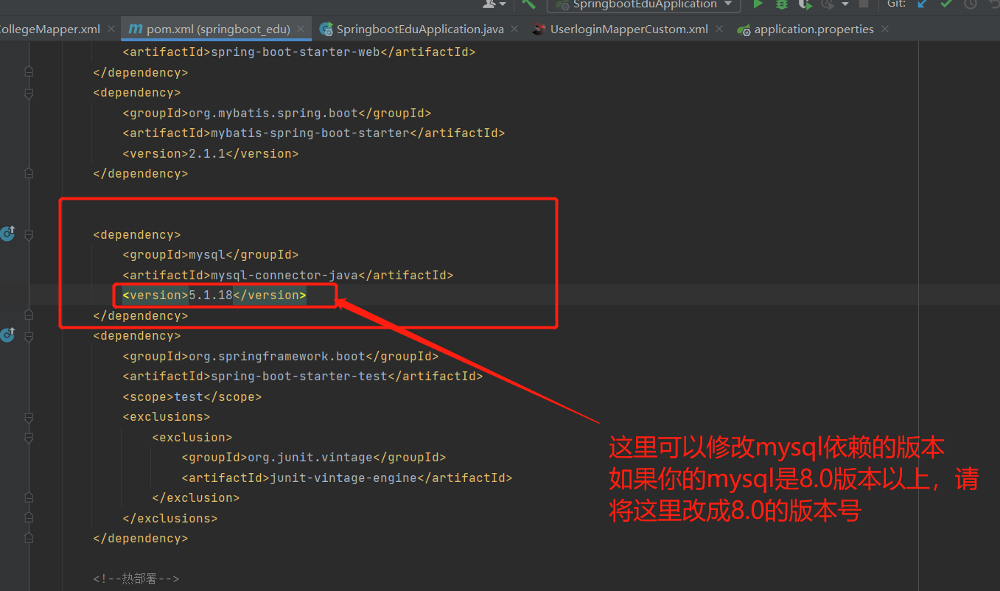 SpringbootEduApplication
Git:
ollegeMapper.xml
pom.xml (springboot_edu)
SpringbootEduApplication.java
UserloginMapperCustom.xml
application.properties
<artifactId>spring-boot-starter-web</artifactId>
</dependency>
<dependency>
<groupId>org.mybatis.spring.boot</groupId>
<artifactId>mybatis-spring-boot-starter</artifactId>
<version>2.1.1</version>
</dependency>
<dependency>
<groupId>mysql</groupId>
<artifactId>mysql-connector-java</artifactId>
<version>5.1.18</version>
</dependency>
<dependency>
<groupId>org.springframework.boot</groupId>
<artifactId>spring-boot-starter-test</artifactId>
<scope>test</scope>
<exclusions>
<exclusion>
<groupId>org.junit.vintage</groupId>
<artifactId>junit-vintage-engine</artifactId>
</exclusion>
</exclusions>
</dependency>
<!--热部署-->
这里可以修改mysql依赖的版本
如果你的mysql是8.0版本以上，请
将这里改成8.0的版本号